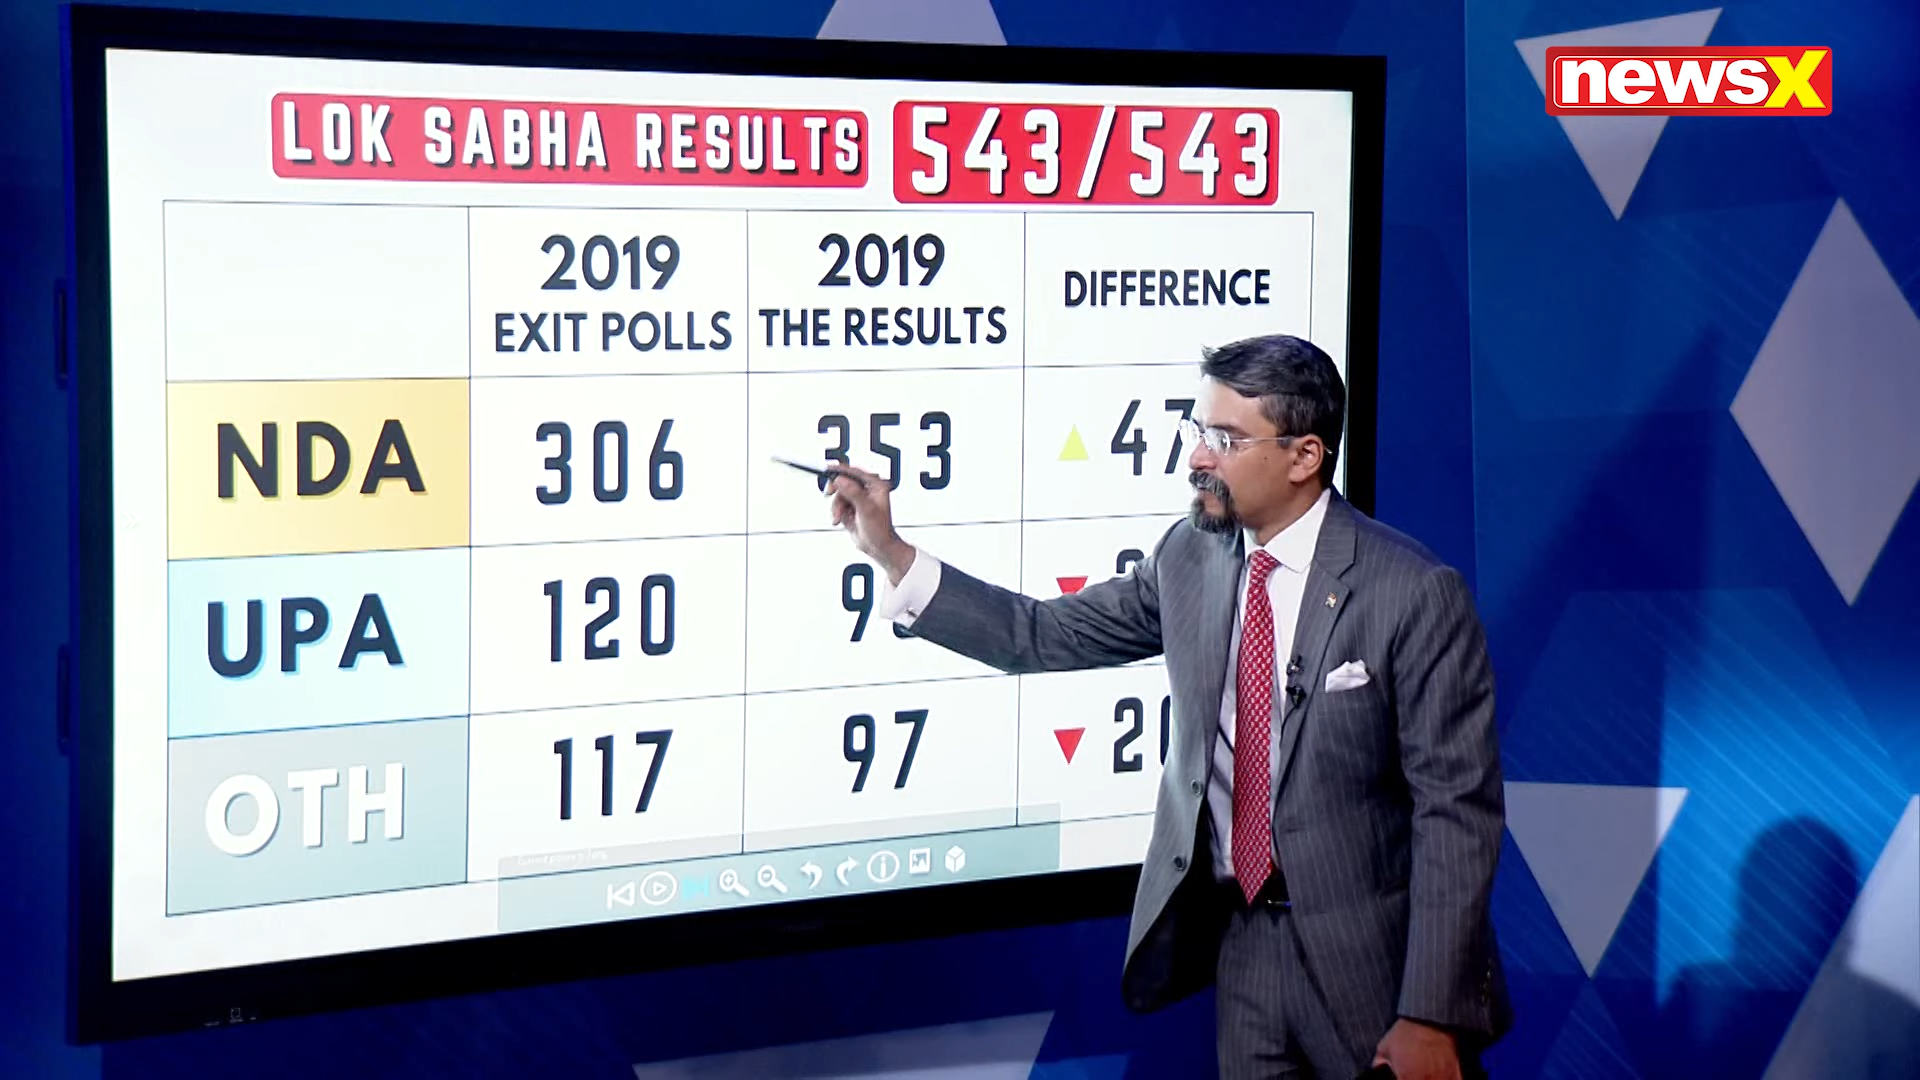 newsX
LOK SABHA RESULTS 543/543
2019 EXIT POLLS 2019 THE RESULTS DIFFERENCE
NDA 306 353 ▲ 47
UPA 120 ▼
OTH 117 97 ▼